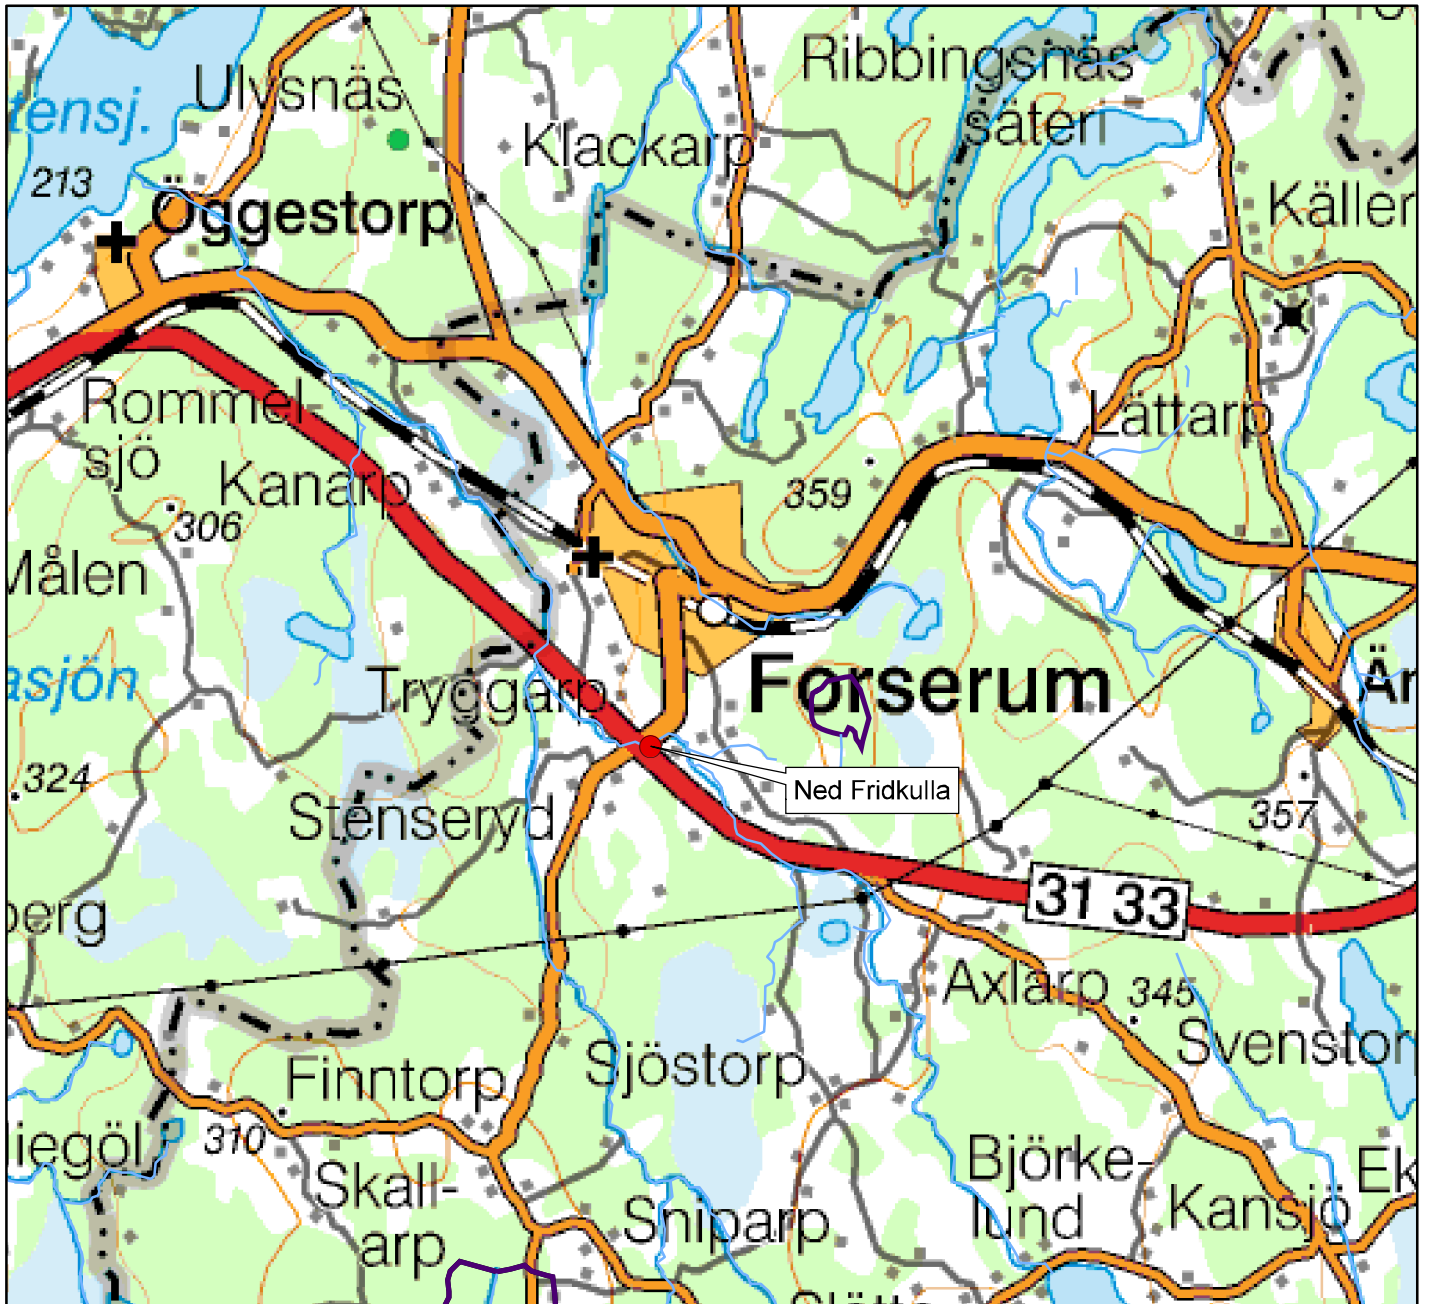 Ulvsnäs
tensj.
213
Klackarp
Ribbingsnäs
säteri
Öggestorp
Käller
Rommel-
sjö
Kanarp
306
359
Lättarp
Målen
asjön
Tryggarp
Forserum
Än
324
Stenseryd
Ned Fridkulla
357
31 33
berg
Axlarp
345
Svenstor
Finntorp
Sjöstorp
310
iegöl
Skall-
arp
Sniparp
Björke-
lund
Kansjö
Ek